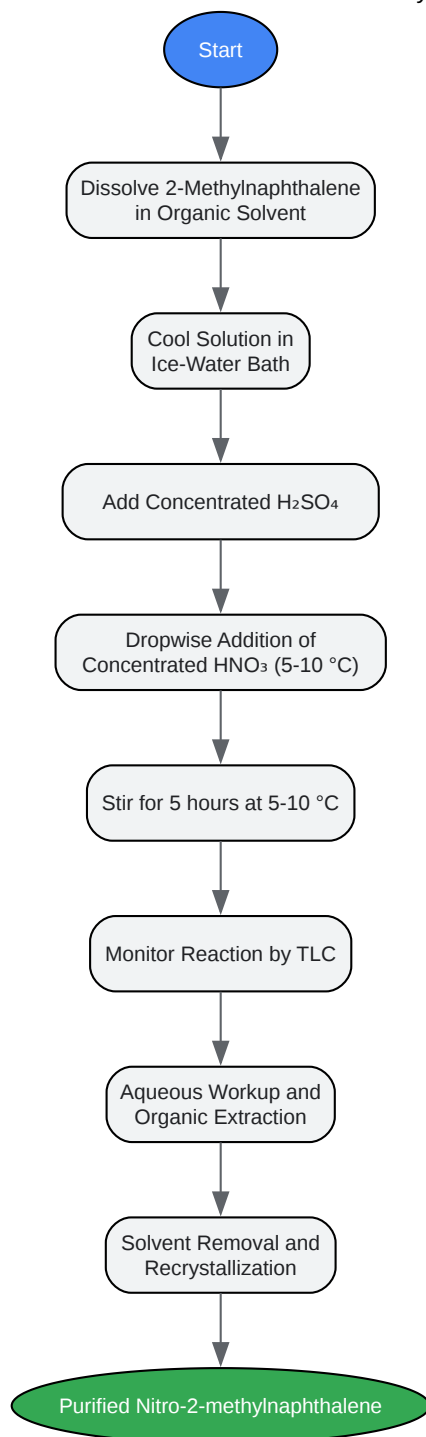 Start
Dissolve 2-Methylnaphthalene
in Organic Solvent
Cool Solution in
Ice-Water Bath
Add Concentrated H₂SO₄
Dropwise Addition of
Concentrated HNO₃ (5-10 °C)
Stir for 5 hours at 5-10 °C
Monitor Reaction by TLC
Aqueous Workup and
Organic Extraction
Solvent Removal and
Recrystallization
Purified Nitro-2-methylnaphthalene